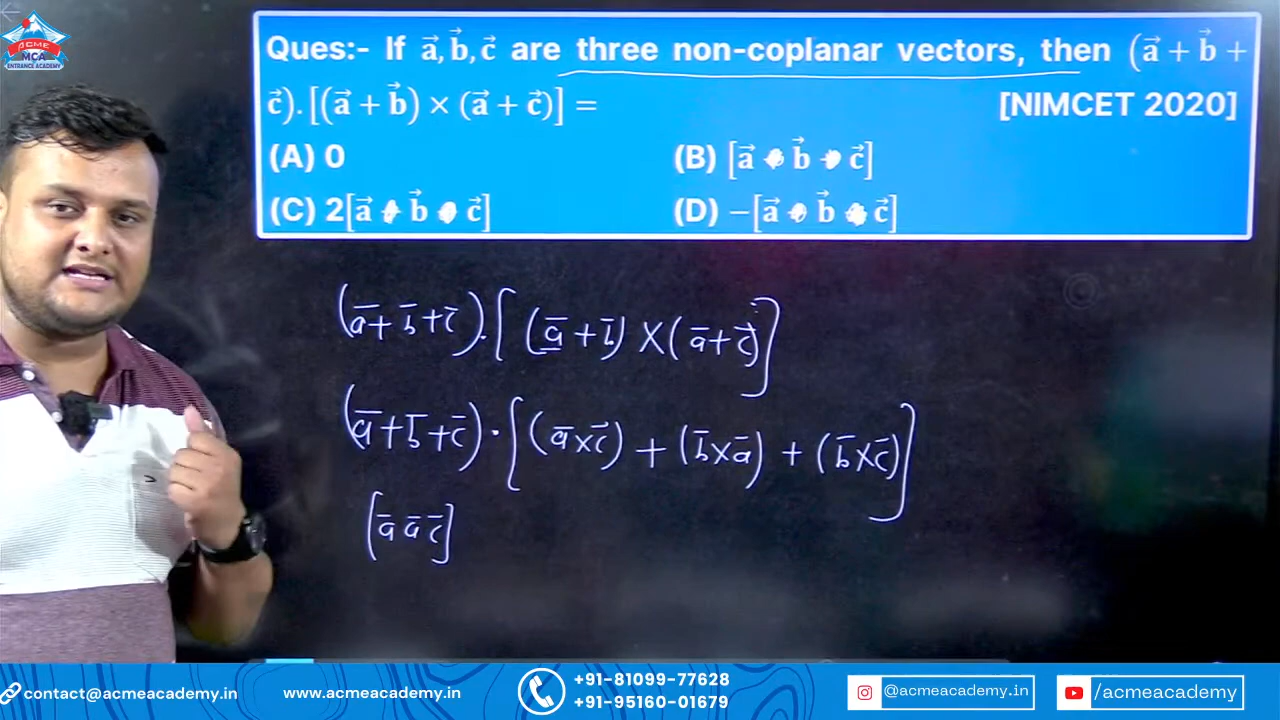 ACME
MCA
ENTRANCE ACADEMY
Ques:- If a⃗, b⃗, c⃗ are three non-coplanar vectors, then (a⃗ + b⃗ +
c⃗). [(a⃗ + b⃗) × (a⃗ + c⃗)] = [NIMCET 2020]
(A) 0 (B) [a⃗ b⃗ c⃗]
(C) 2[a⃗ b⃗ c⃗] (D) −[a⃗ b⃗ c⃗]
(a̅ + b̅ + c̅).[(a̅ + b̅) × (a̅ + c̅)]
(a̅ + b̅ + c̅)·[(a̅ × c̅) + (b̅ × a̅) + (b̅ × c̅)]
[a̅ a̅ c̅]
contact@acmeacademy.in www.acmeacademy.in +91-81099-77628 @acmeacademy.in /acmeacademy
+91-95160-01679